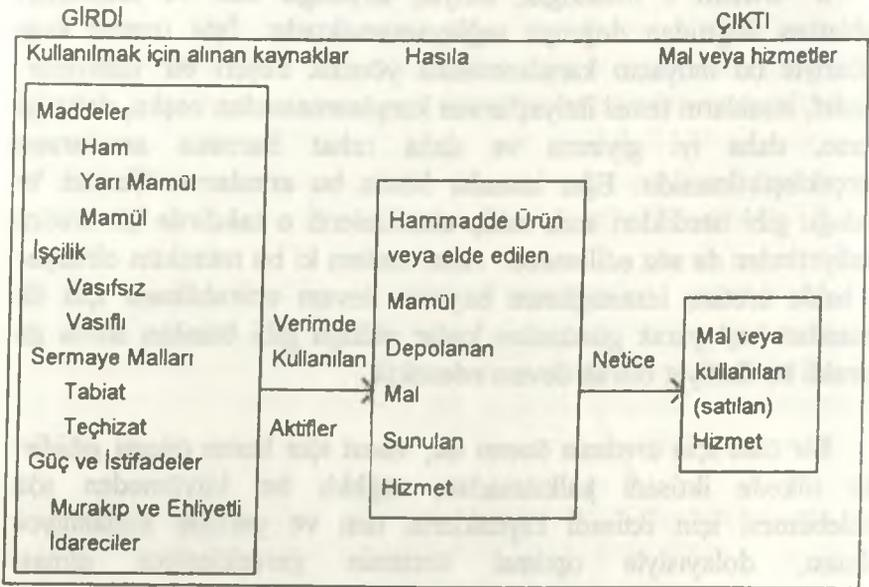 GİRDİ
ÇIKTI
Kullanılmak için alınan kaynaklar
Hasıla
Mal veya hizmetler
Maddeler
Ham
Yarı Mamül
Mamül
İşçilik
Vaşıfsız
Vasıflı
Sermaye Malları
Tabiat
Teçhizat
Güç ve İstifadeler
Murakıp ve Ehliyetli
İdareciler
Verimde
Kullanılan
Aktifler
Hammadde Ürün
veya elde edilen
Mamül
Depolanan
Mal
Sunulan
Hizmet
Netice
Mal veya
kullanılan
(satılan)
Hizmet